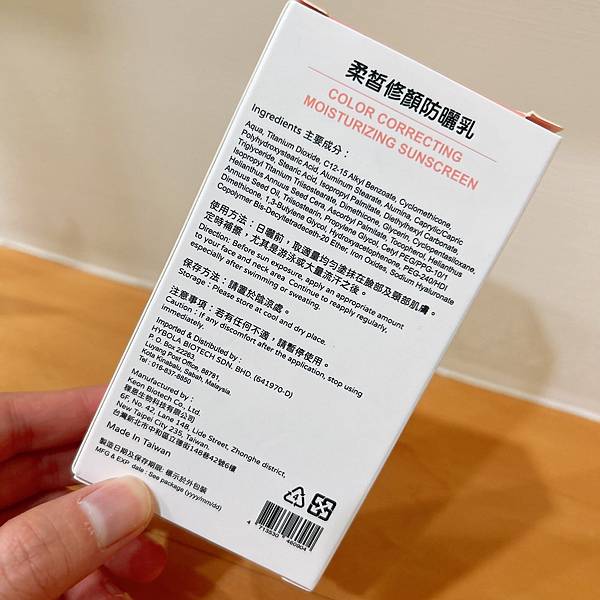 柔皙修顏防曬乳
COLOR CORRECTING
MOISTURIZING SUNSCREEN
Ingredients 主要成分：
Aqua, Titanium Dioxide, C12-15 Alkyl Benzoate, Cyclomethicone,
Polyhydroxystearic Acid, Aluminum Stearate, Alumina, Caprylic/Capric
Triglyceride, Stearic Acid, Isopropyl Palmitate, Diethylhexyl Carbonate,
Isopropyl Titanium Triisostearate, Dimethicone, Glycerin, Cyclopentasiloxane,
Helianthus Annuus Seed Cera, Ascorbyl Palmitate, Tocopherol, Helianthus
Annuus Seed Oil, Triisostearin, Propylene Glycol, Cetyl PEG/PPG-10/1
Dimethicone, 1,3-Butylene Glycol, Hydroxyacetophenone, PEG-240/HDI
Copolymer Bis-Decyltetradeceth-20 Ether, Iron Oxides, Sodium Hyaluronate
使用方法：日曬前，取適量均勻塗抹在臉部及頸部肌膚。
定時補擦，尤其是游泳或大量流汗之後。
Direction: Before sun exposure, apply an appropriate amount
to your face and neck area. Continue to reapply regularly,
especially after swimming or sweating.
保存方法：請置於陰涼處。
Storage：Please store at cool and dry place.
注意事項：若有任何不適，請暫停使用。
Caution：If any discomfort after the application, stop using
immediately.
Imported & Distributed by：
HYBOLA BIOTECH SDN. BHD. (641970-D)
P. O. Box 22283,
Luyang Post Office, 88781,
Kota Kinabalu, Sabah, Malaysia.
Tel : 016-837-8850
Manufactured by：
Keon Biotech Co., Ltd.
6F, No. 42, Lane 148, Lide Street, Zhonghe district,
New Taipei City 235, Taiwan.
台灣新北市中和區立德街148巷42號6樓
Made in Taiwan
製造日期及保存期限: 標示於外包裝
MFG & EXP date : See package (yyyy/mm/dd)